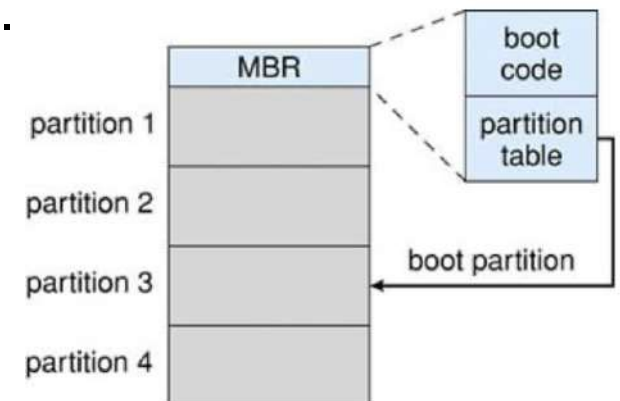 MBR
boot
code
partition
table
partition 1
partition 2
boot partition
partition 3
partition 4